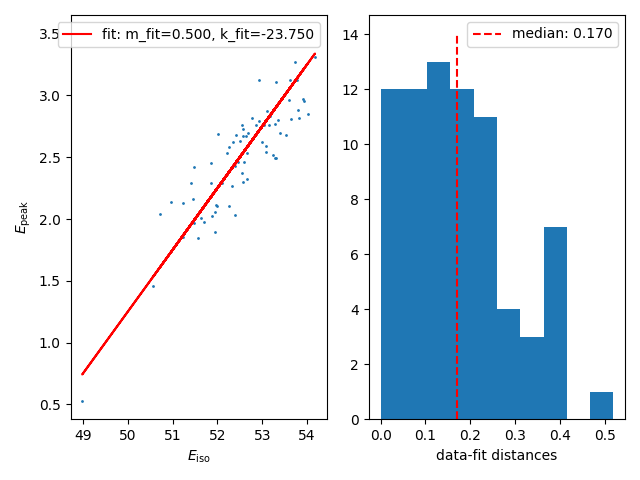 fit: m_fit=0.500, k_fit=-23.750
3.5
3.0
2.5
2.0
1.5
1.0
0.5
E_peak
49 50 51 52 53 54
E_iso
median: 0.170
14
12
10
8
6
4
2
0
0.0 0.1 0.2 0.3 0.4 0.5
data-fit distances